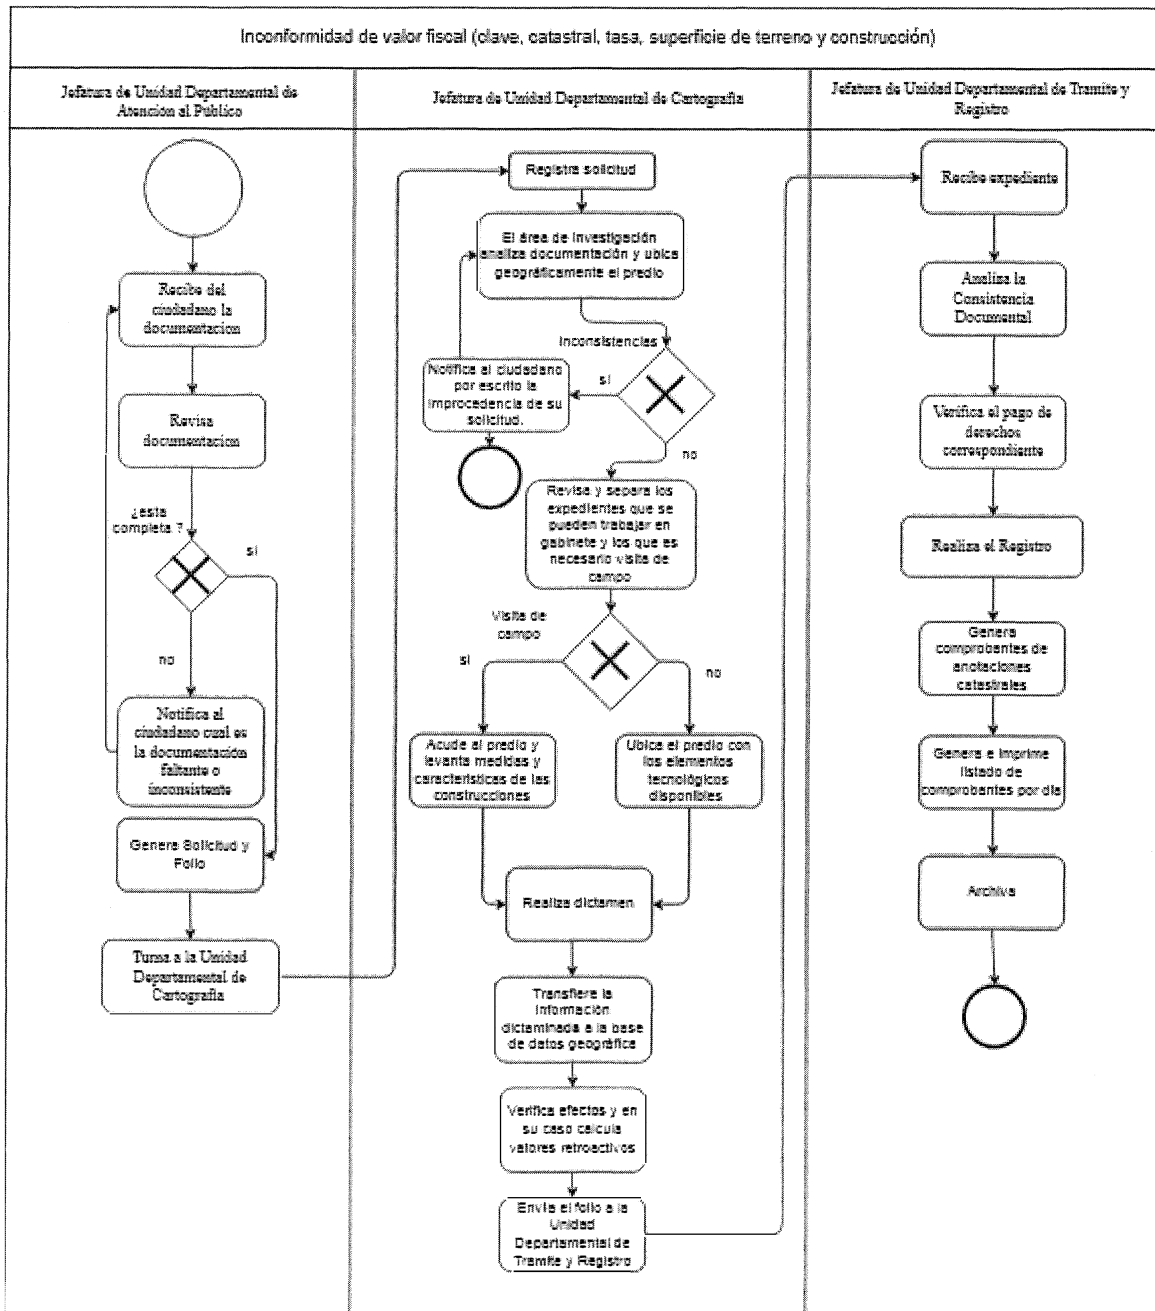 Inconformidad de valor fiscal (clave, catastral, tasa, superficie de terreno y construcción)
Jefatura de Unidad Departamental de
Atención al Público
Jefatura de Unidad Departamental de Cartografía
Jefatura de Unidad Departamental de Tramite y
Registro
Recibe del
ciudadano la
documentacion
Revisa
documentacion
¿esta
completa ?
si
no
Notifica al
ciudadano cual es
la documentación
faltante o
inconsistente
Genera Solicitud y
Folio
Turna a la Unidad
Departamental de
Cartografía
Registra solicitud
El área de investigación
analiza documentación y ubica
geográficamente el predio
Inconsistencias
si
Notifica al ciudadano
por escrito la
improcedencia de su
solicitud.
no
Revisa y separa los
expedientes que se
pueden trabajar en
gabinete y los que es
necesario visita de
campo
Visita de
campo
si
no
Acude al predio y
levanta medidas y
características de las
construcciones
Ubica el predio con
los elementos
tecnológicos
disponibles
Realiza dictamen
Transfiere la
información
dictaminada a la base
de datos geográfica
Verifica efectos y en
su caso calcula
valores retroactivos
Envía el folio a la
Unidad
Departamental de
Tramite y Registro
Recibe expediente
Analiza la
Consistencia
Documental
Verifica el pago de
derechos
correspondiente
Realiza el Registro
Genera
comprobantes de
anotaciones
catastrales
Genera e imprime
listado de
comprobantes por día
Archiva